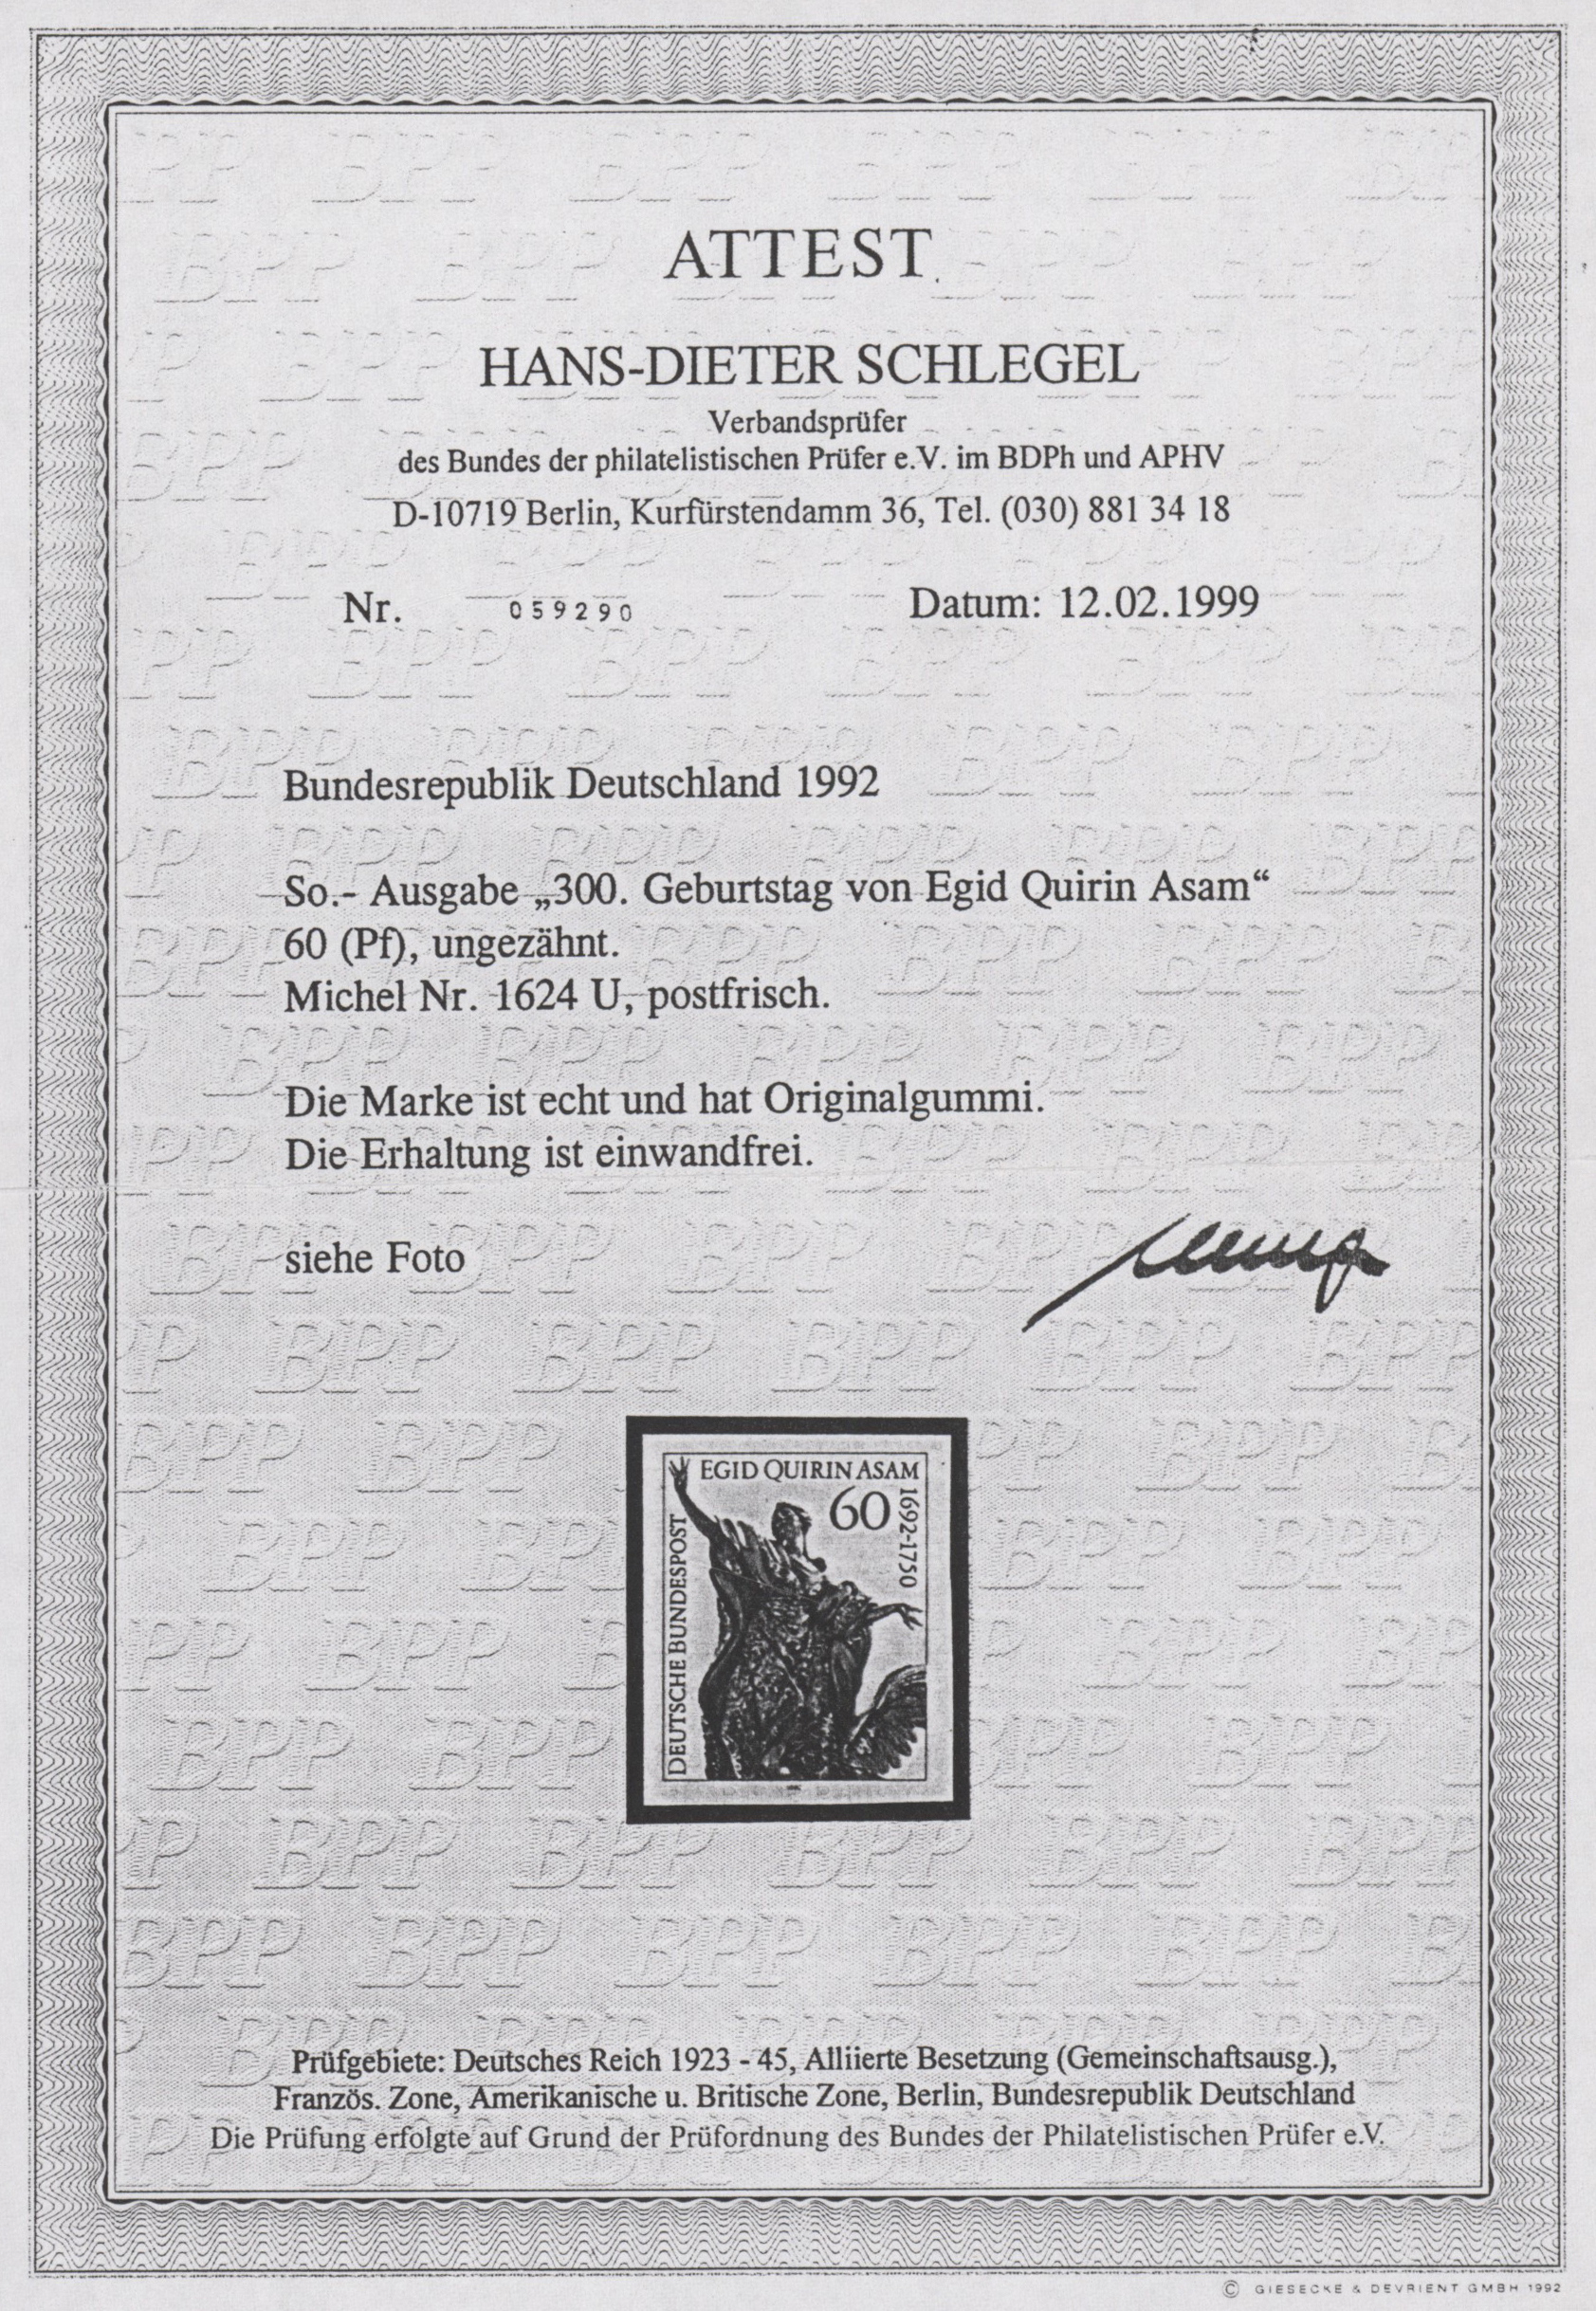 ATTEST
HANS-DIETER SCHLEGEL
Verbandsprüfer
des Bundes der philatelistischen Prüfer e.V. im BDPh und APHV
D-10719 Berlin, Kurfürstendamm 36, Tel. (030) 881 34 18
Nr. 059290 Datum: 12.02.1999
Bundesrepublik Deutschland 1992
So.- Ausgabe „300. Geburtstag von Egid Quirin Asam“
60 (Pf), ungezähnt.
Michel Nr. 1624 U, postfrisch.
Die Marke ist echt und hat Originalgummi.
Die Erhaltung ist einwandfrei.
siehe Foto
EGID QUIRIN ASAM
60
1692-1750
DEUTSCHE BUNDESPOST
Prüfgebiete: Deutsches Reich 1923 - 45, Alliierte Besetzung (Gemeinschaftsausg.),
Französ. Zone, Amerikanische u. Britische Zone, Berlin, Bundesrepublik Deutschland
Die Prüfung erfolgte auf Grund der Prüfordnung des Bundes der Philatelistischen Prüfer e.V.
© GIESECKE & DEVRIENT GMBH 1992